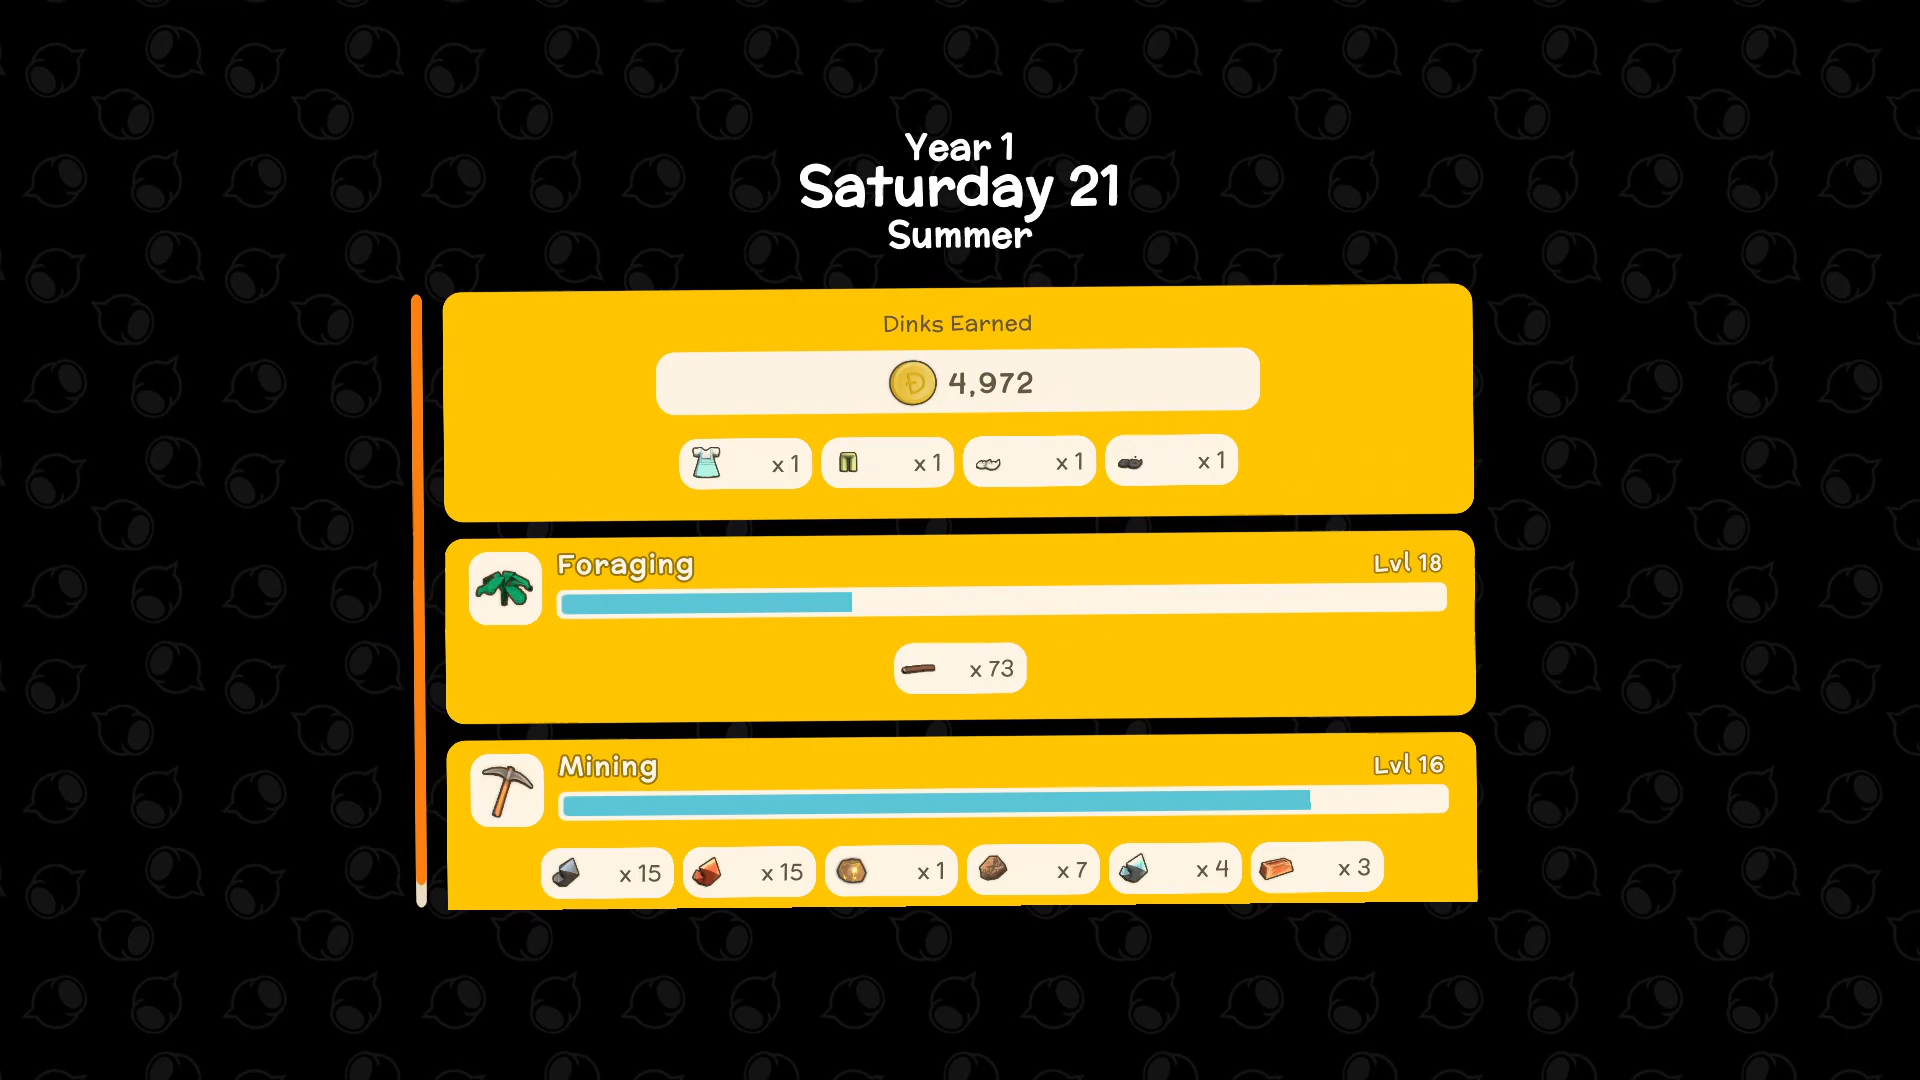 Year 1
Saturday 21
Summer
Dinks Earned
4,972
x 1 x 1 x 1 x 1
Foraging Lvl 18
x 73
Mining Lvl 16
x 15 x 15 x 1 x 7 x 4 x 3